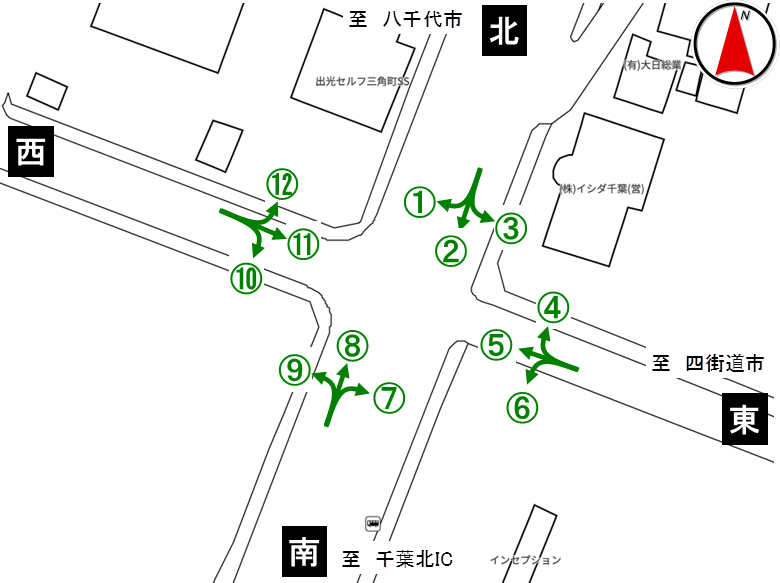 至 八千代市
北
N
(有)大日総業
出光セルフ三角町SS
西
(株)イシダ千葉(営)
⑫
①
②
③
⑪
⑩
④
⑤
⑧
⑨
⑦
⑥
至 四街道市
東
南
至 千葉北IC
インセプション